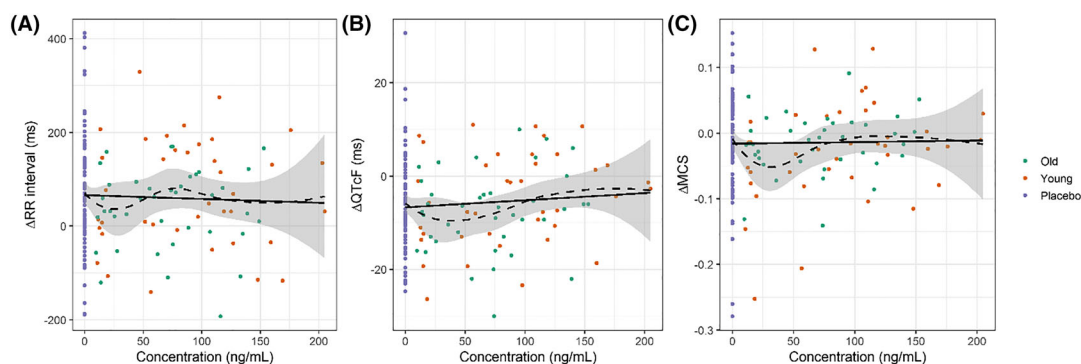 (A)
ΔRR interval (ms)
400
200
0
-200
0 50 100 150 200
Concentration (ng/mL)
(B)
ΔQTcF (ms)
20
0
-20
0 50 100 150 200
Concentration (ng/mL)
(C)
ΔMCS
0.1
0.0
-0.1
-0.2
-0.3
0 50 100 150 200
Concentration (ng/mL)
Old
Young
Placebo